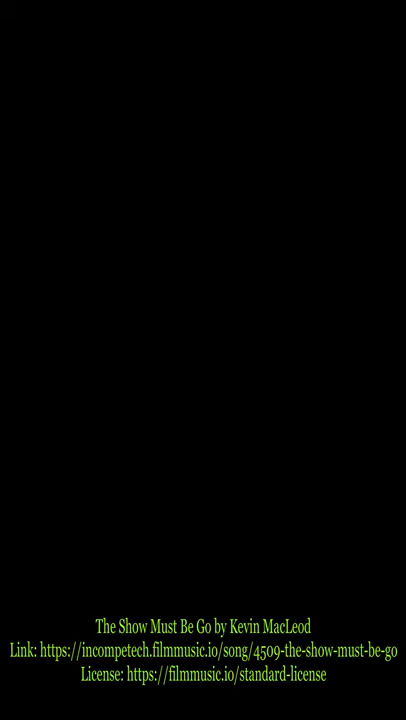 The Show Must Be Go by Kevin MacLeod
Link: https://incompetech.filmmusic.io/song/4509-the-show-must-be-go
License: https://filmmusic.io/standard-license